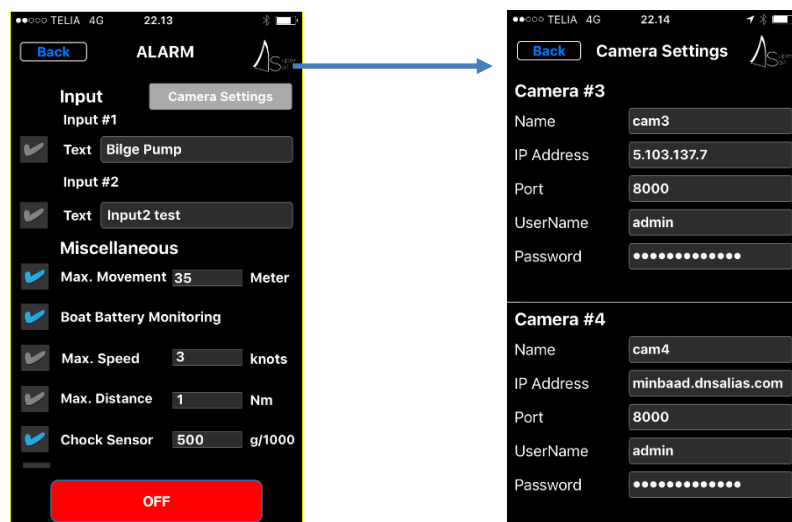 TELIA 4G 22.13
Back ALARM Super Sail
Input Camera Settings
Input #1
Text Bilge Pump
Input #2
Text Input2 test
Miscellaneous
Max. Movement 35 Meter
Boat Battery Monitoring
Max. Speed 3 knots
Max. Distance 1 Nm
Chock Sensor 500 g/1000
OFF
TELIA 4G 22.14
Back Camera Settings Super Sail
Camera #3
Name cam3
IP Address 5.103.137.7
Port 8000
UserName admin
Password •••••••••••••
Camera #4
Name cam4
IP Address minbaad.dnsalias.com
Port 8000
UserName admin
Password •••••••••••••